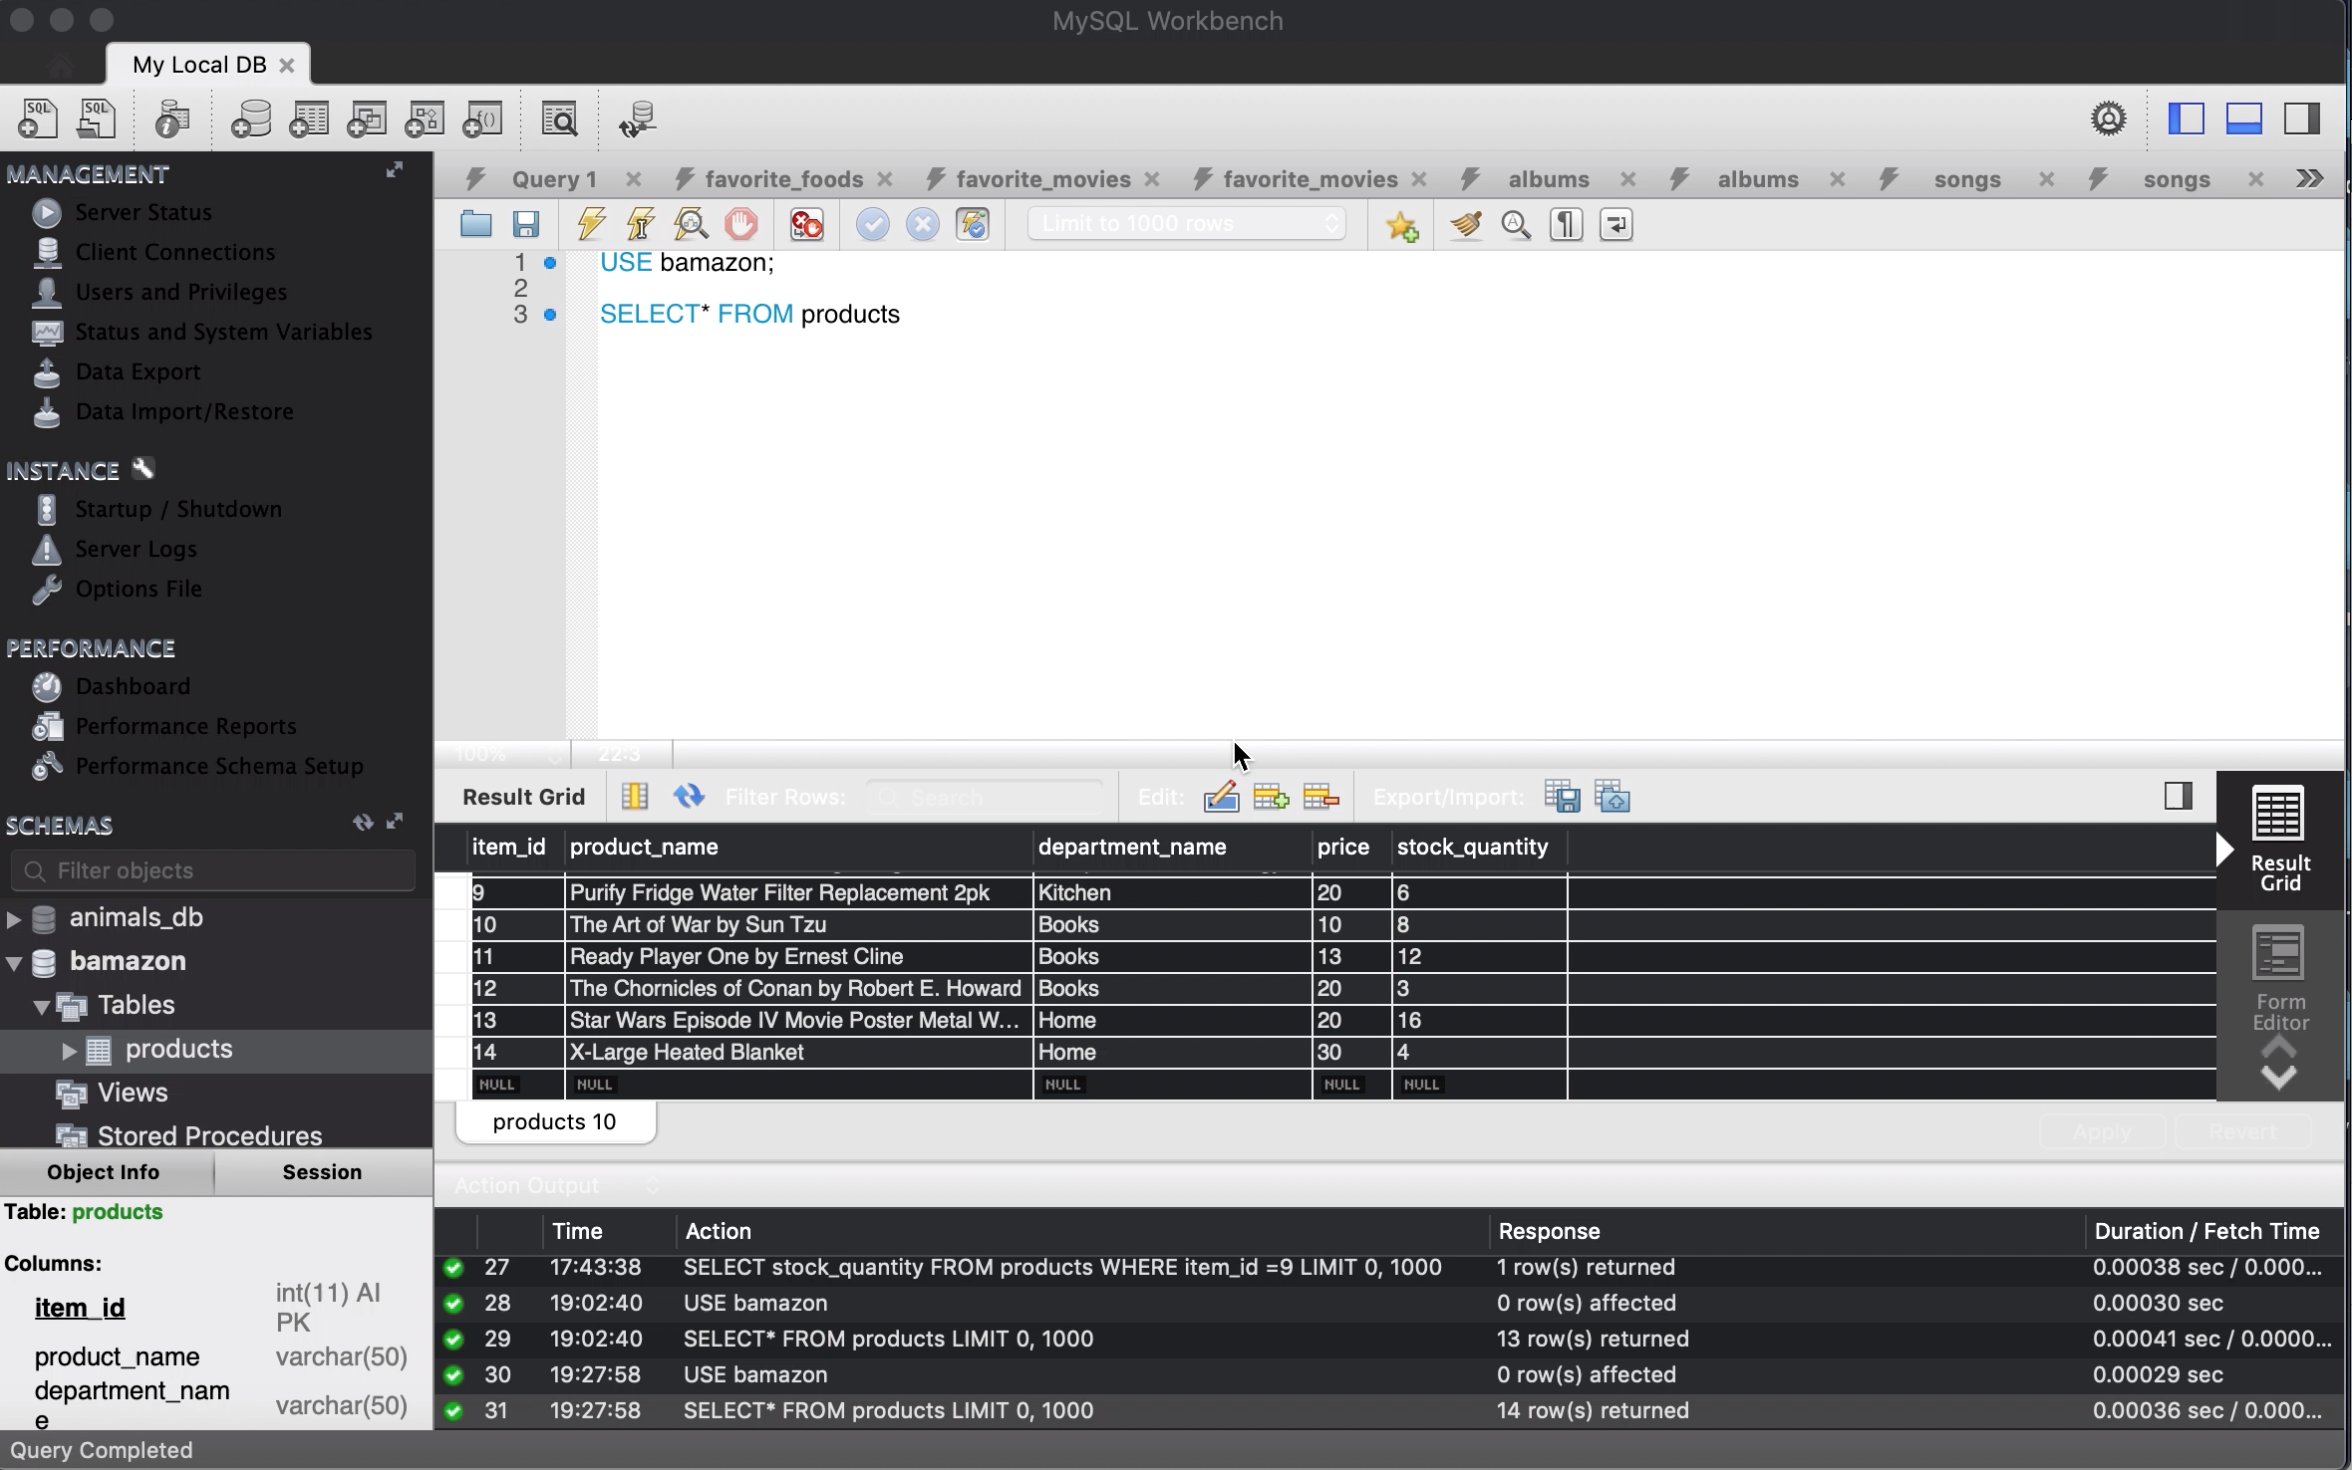 MySQL Workbench
My Local DB
MANAGEMENT
Server Status
Client Connections
Users and Privileges
Status and System Variables
Data Export
Data Import/Restore
INSTANCE
Startup / Shutdown
Server Logs
Options File
PERFORMANCE
Dashboard
Performance Reports
Performance Schema Setup
SCHEMAS
Filter objects
animals_db
bamazon
Tables
products
Views
Stored Procedures
Object Info Session
Table: products
Columns:
item_id int(11) AI
PK
product_name varchar(50)
department_nam
e varchar(50)
Query Completed
Query 1 favorite_foods favorite_movies favorite_movies albums albums songs songs
Limit to 1000 rows
1 USE bamazon;
2
3 SELECT* FROM products
100% 22:3
Result Grid Filter Rows: Search Edit: Export/Import:
item_id product_name department_name price stock_quantity
9 Purify Fridge Water Filter Replacement 2pk Kitchen 20 6
10 The Art of War by Sun Tzu Books 10 8
11 Ready Player One by Ernest Cline Books 13 12
12 The Chornicles of Conan by Robert E. Howard Books 20 3
13 Star Wars Episode IV Movie Poster Metal W... Home 20 16
14 X-Large Heated Blanket Home 30 4
NULL NULL NULL NULL NULL
Result
Grid
Form
Editor
products 10
Apply Revert
Action Output
Time Action Response Duration / Fetch Time
27 17:43:38 SELECT stock_quantity FROM products WHERE item_id =9 LIMIT 0, 1000 1 row(s) returned 0.00038 sec / 0.000...
28 19:02:40 USE bamazon 0 row(s) affected 0.00030 sec
29 19:02:40 SELECT* FROM products LIMIT 0, 1000 13 row(s) returned 0.00041 sec / 0.0000...
30 19:27:58 USE bamazon 0 row(s) affected 0.00029 sec
31 19:27:58 SELECT* FROM products LIMIT 0, 1000 14 row(s) returned 0.00036 sec / 0.000...